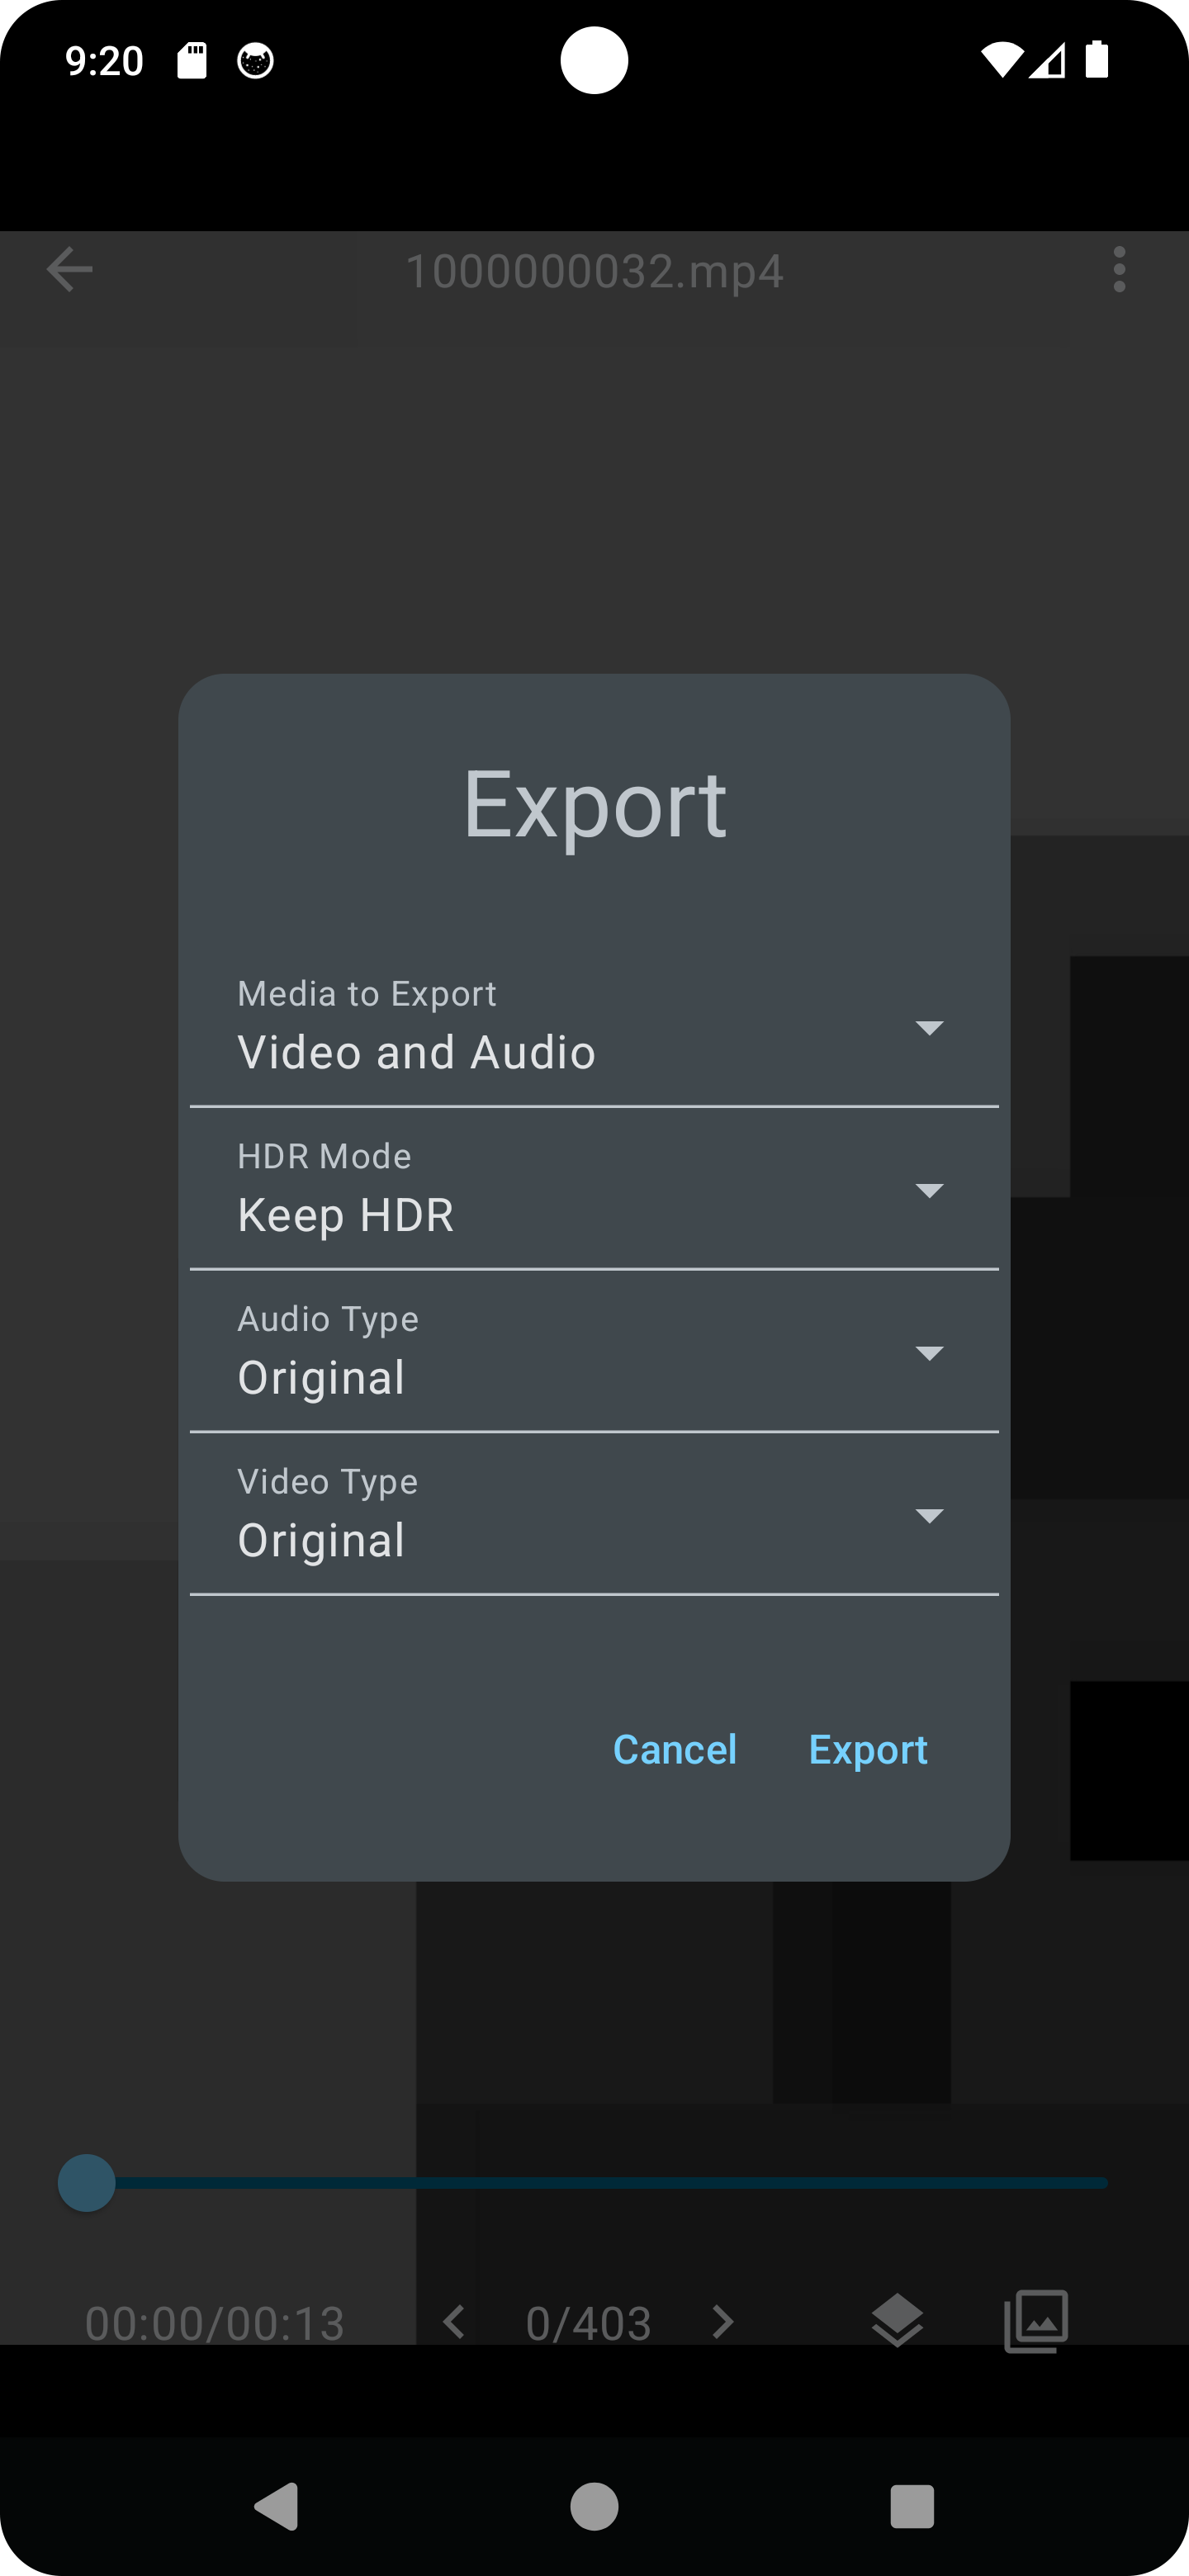 9:20
1000000032.mp4
Export
Media to Export
Video and Audio
HDR Mode
Keep HDR
Audio Type
Original
Video Type
Original
Cancel Export
00:00/00:13 0/403